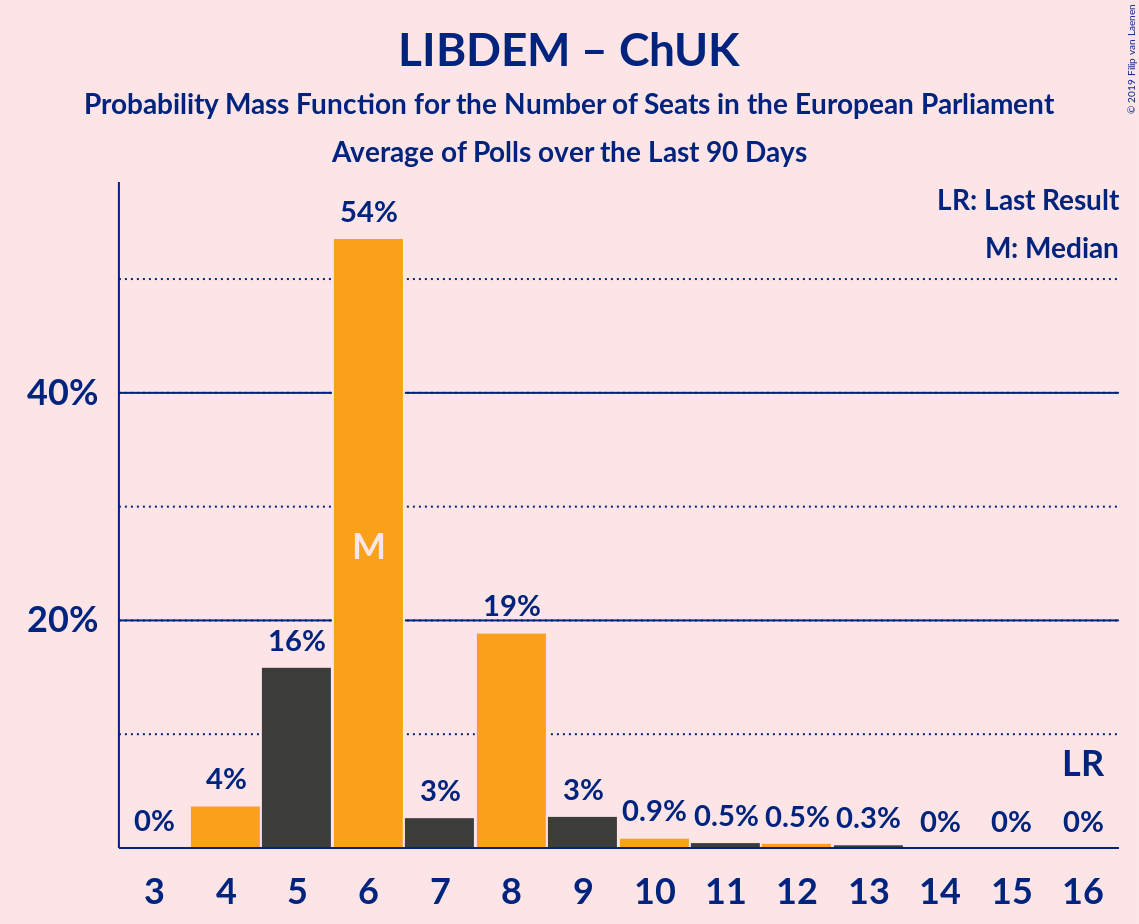 LIBDEM – ChUK
Probability Mass Function for the Number of Seats in the European Parliament
Average of Polls over the Last 90 Days
© 2019 Filip van Laenen
LR: Last Result
M: Median
40%
20%
0%
4%
16%
54%
M
3%
19%
3%
0.9%
0.5%
0.5%
0.3%
0%
0%
LR
0%
3 4 5 6 7 8 9 10 11 12 13 14 15 16